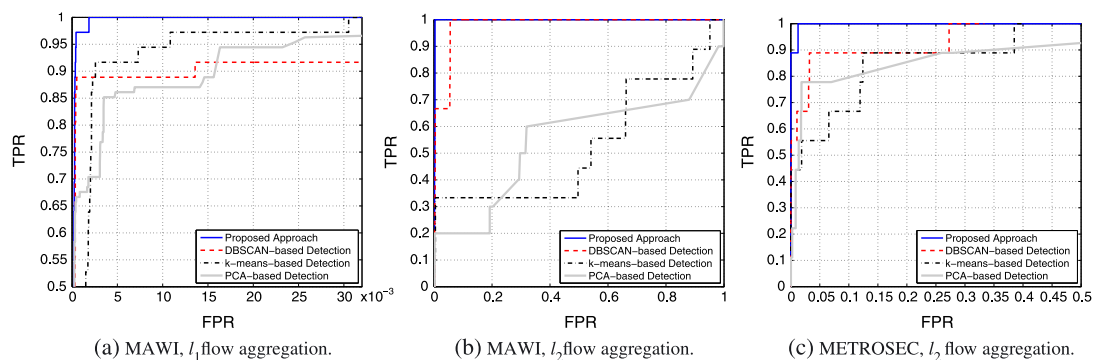 1
0.95
0.9
0.85
0.8
0.75
0.7
0.65
0.6
0.55
0.5
TPR
0 5 10 15 20 25 30 x10⁻³
FPR
Proposed Approach
DBSCAN-based Detection
k-means-based Detection
PCA-based Detection
(a) MAWI, l₁ flow aggregation.
1
0.9
0.8
0.7
0.6
0.5
0.4
0.3
0.2
0.1
0
TPR
0 0.2 0.4 0.6 0.8 1
FPR
Proposed Approach
DBSCAN-based Detection
k-means-based Detection
PCA-based Detection
(b) MAWI, l₂ flow aggregation.
1
0.9
0.8
0.7
0.6
0.5
0.4
0.3
0.2
0.1
0
TPR
0 0.05 0.1 0.15 0.2 0.25 0.3 0.35 0.4 0.45 0.5
FPR
Proposed Approach
DBSCAN-based Detection
k-means-based Detection
PCA-based Detection
(c) METROSEC, l₂ flow aggregation.